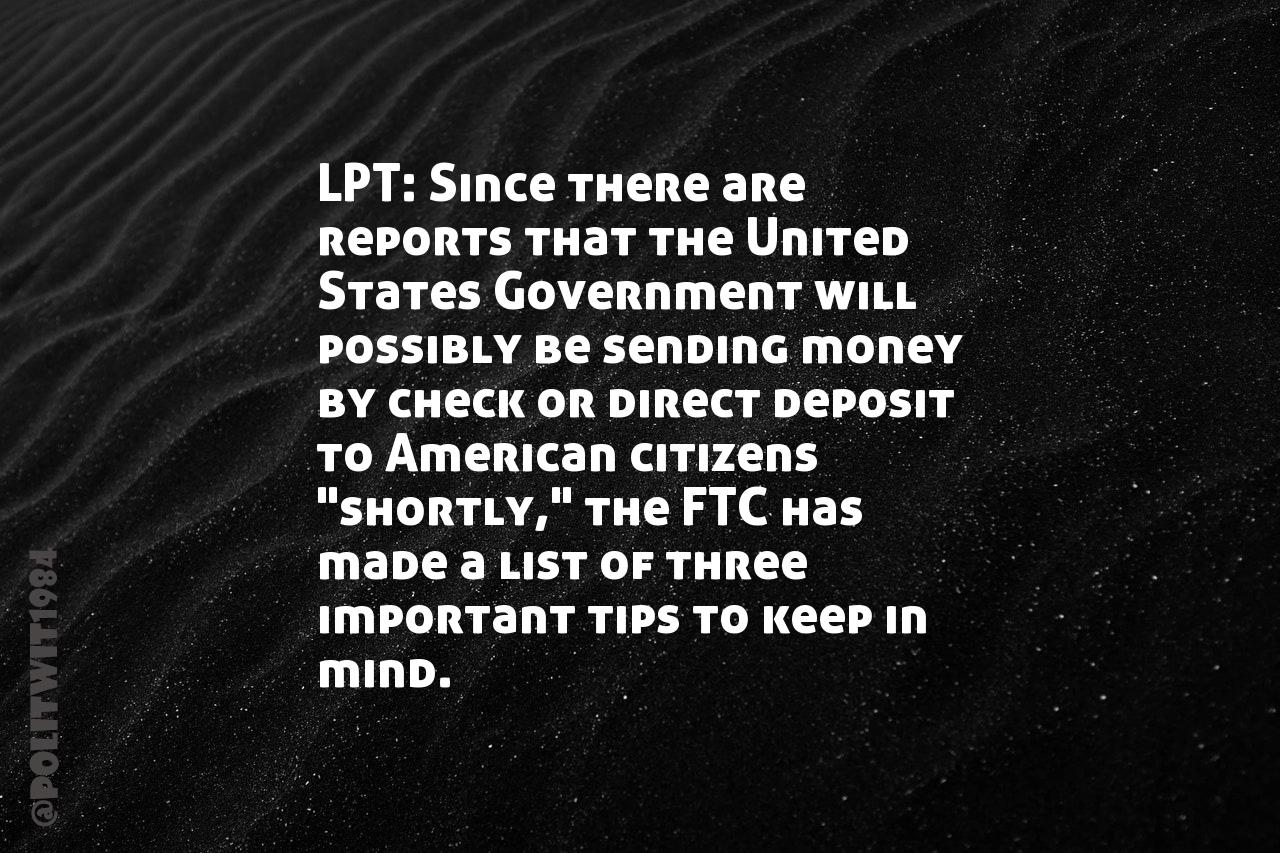 LPT: Since there are
reports that the United
States Government will
possibly be sending money
by check or direct deposit
to American citizens
"shortly," the FTC has
made a list of three
important tips to keep in
mind.
@POLITWIT1984